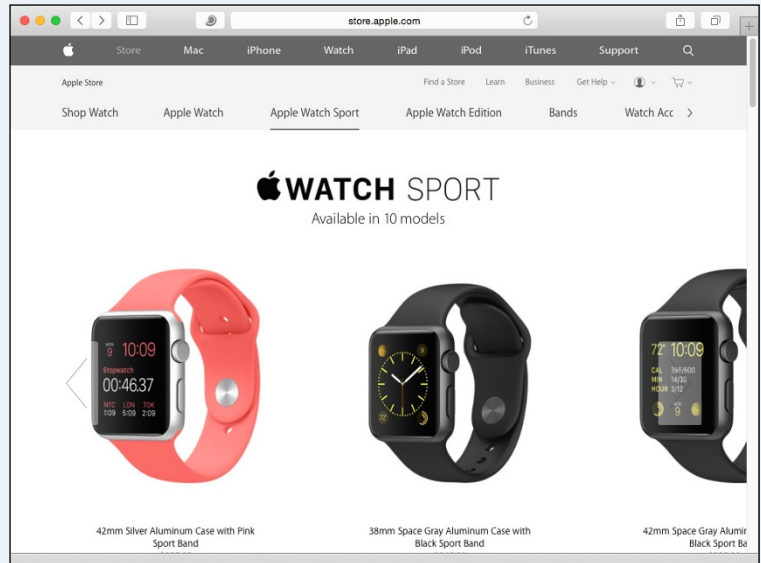 store.apple.com
Store Mac iPhone Watch iPad iPod iTunes Support
Apple Store Find a Store Learn Business Get Help
Shop Watch Apple Watch Apple Watch Sport Apple Watch Edition Bands Watch Acc
WATCH SPORT
Available in 10 models
9 10:09
Stopwatch
00:46.37
NYC LON TOK
1:09 5:09 2:09
72°
72° 10:09
CAL 396/600
MIN 14/30
HOUR 3/12
9
42mm Silver Aluminum Case with Pink
Sport Band
38mm Space Gray Aluminum Case with
Black Sport Band
42mm Space Gray Alumin
Black Sport Ba